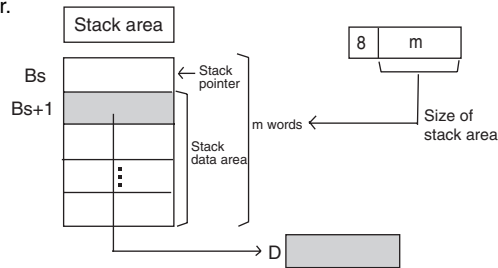 r.
Stack area
8 m
Bs
Stack
pointer
Bs+1
m words
Size of
stack area
Stack
data area
D